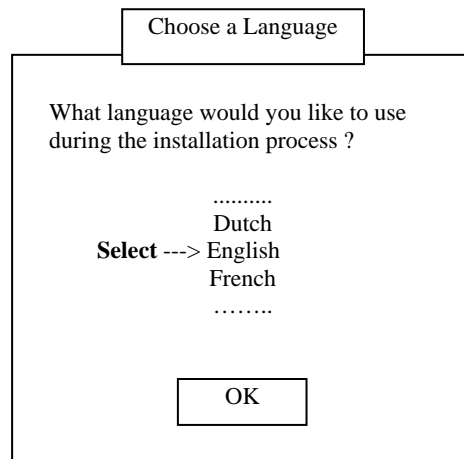 Choose a Language
What language would you like to use
during the installation process ?
..........
Dutch
Select ---> English
French
……..
OK